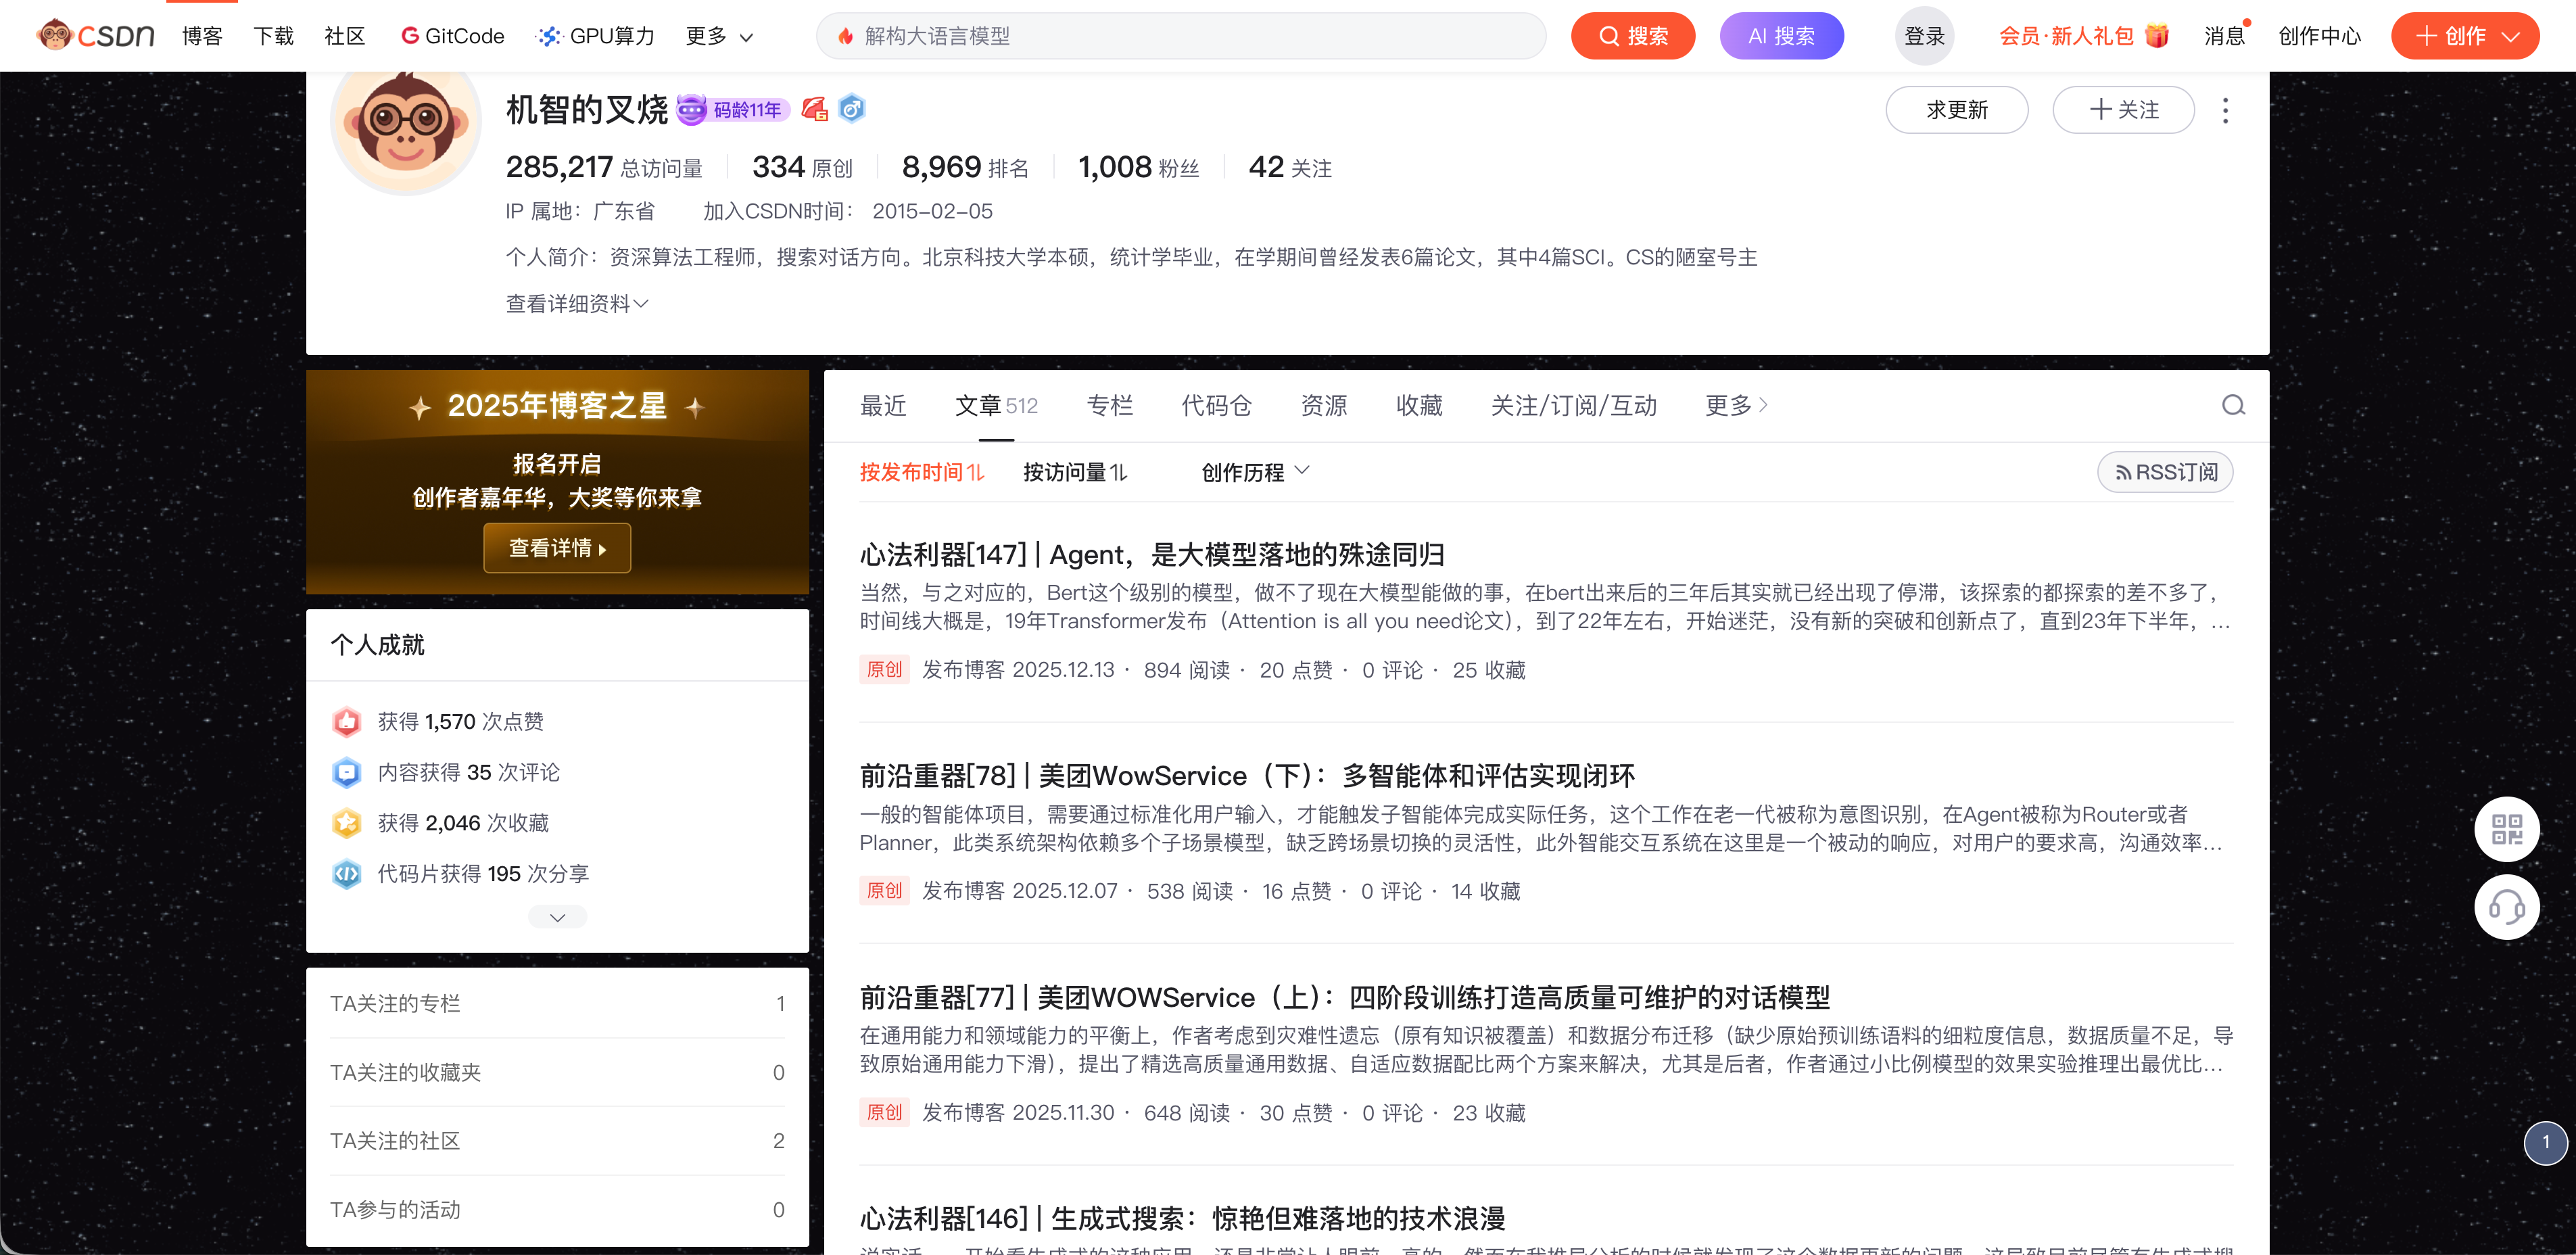 CSDN 博客 下载 社区 GitCode GPU算力 更多 解构大语言模型 搜索 AI 搜索 登录 会员·新人礼包 消息 创作中心 创作
机智的叉烧 码龄11年 求更新 关注
285,217 总访问量 334 原创 8,969 排名 1,008 粉丝 42 关注
IP 属地：广东省 加入CSDN时间： 2015-02-05
个人简介：资深算法工程师，搜索对话方向。北京科技大学本硕，统计学毕业，在学期间曾经发表6篇论文，其中4篇SCI。CS的陋室号主
查看详细资料
2025年博客之星
报名开启
创作者嘉年华，大奖等你来拿
查看详情
个人成就
获得 1,570 次点赞
内容获得 35 次评论
获得 2,046 次收藏
代码片获得 195 次分享
TA关注的专栏 1
TA关注的收藏夹 0
TA关注的社区 2
TA参与的活动 0
最近 文章 512 专栏 代码仓 资源 收藏 关注/订阅/互动 更多
按发布时间 按访问量 创作历程 RSS订阅
心法利器[147] | Agent，是大模型落地的殊途同归
当然，与之对应的，Bert这个级别的模型，做不了现在大模型能做的事，在bert出来后的三年后其实就已经出现了停滞，该探索的都探索的差不多了，
时间线大概是，19年Transformer发布（Attention is all you need论文），到了22年左右，开始迷茫，没有新的突破和创新点了，直到23年下半年，…
原创 发布博客 2025.12.13 · 894 阅读 · 20 点赞 · 0 评论 · 25 收藏
前沿重器[78] | 美团WowService（下）：多智能体和评估实现闭环
一般的智能体项目，需要通过标准化用户输入，才能触发子智能体完成实际任务，这个工作在老一代被称为意图识别，在Agent被称为Router或者
Planner，此类系统架构依赖多个子场景模型，缺乏跨场景切换的灵活性，此外智能交互系统在这里是一个被动的响应，对用户的要求高，沟通效率…
原创 发布博客 2025.12.07 · 538 阅读 · 16 点赞 · 0 评论 · 14 收藏
前沿重器[77] | 美团WOWService（上）：四阶段训练打造高质量可维护的对话模型
在通用能力和领域能力的平衡上，作者考虑到灾难性遗忘（原有知识被覆盖）和数据分布迁移（缺少原始预训练语料的细粒度信息，数据质量不足，导
致原始通用能力下滑），提出了精选高质量通用数据、自适应数据配比两个方案来解决，尤其是后者，作者通过小比例模型的效果实验推理出最优比…
原创 发布博客 2025.11.30 · 648 阅读 · 30 点赞 · 0 评论 · 23 收藏
心法利器[146] | 生成式搜索：惊艳但难落地的技术浪漫
1